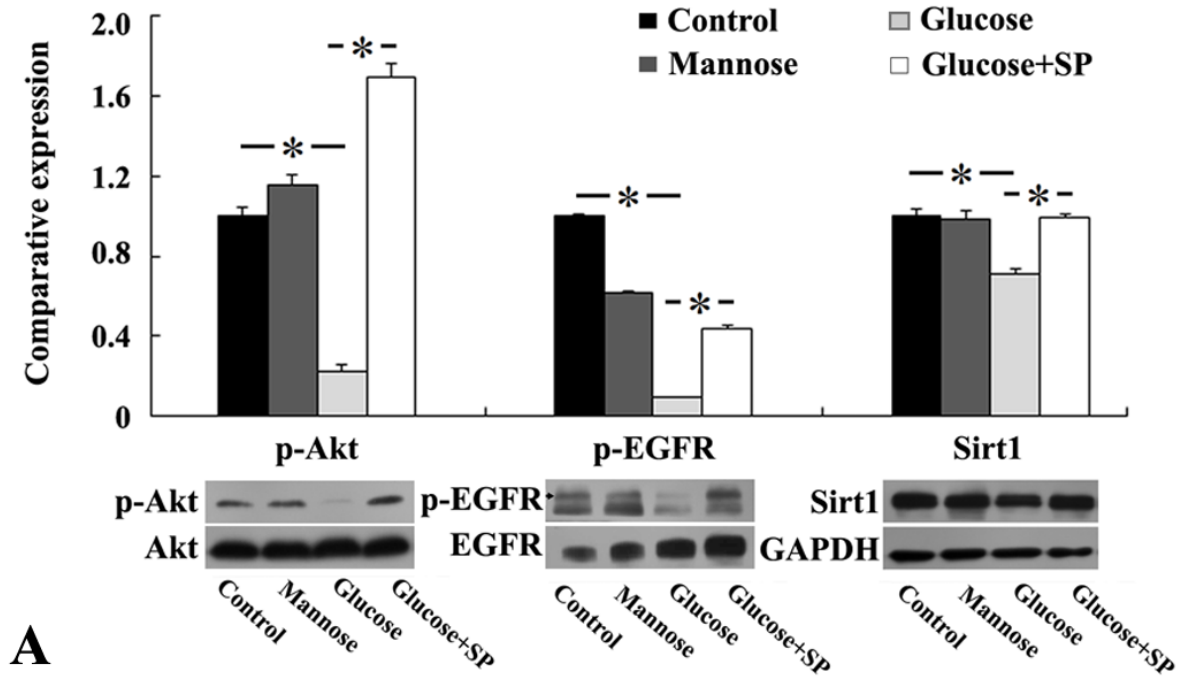 Comparative expression
2.0
1.6
1.2
0.8
0.4
0
Control
Glucose
Mannose
Glucose+SP
*
*
*
*
*
*
p-Akt
p-EGFR
Sirt1
p-Akt
p-EGFR
Sirt1
Akt
EGFR
GAPDH
Control
Mannose
Glucose
Glucose+SP
Control
Mannose
Glucose
Glucose+SP
Control
Mannose
Glucose
Glucose+SP
A